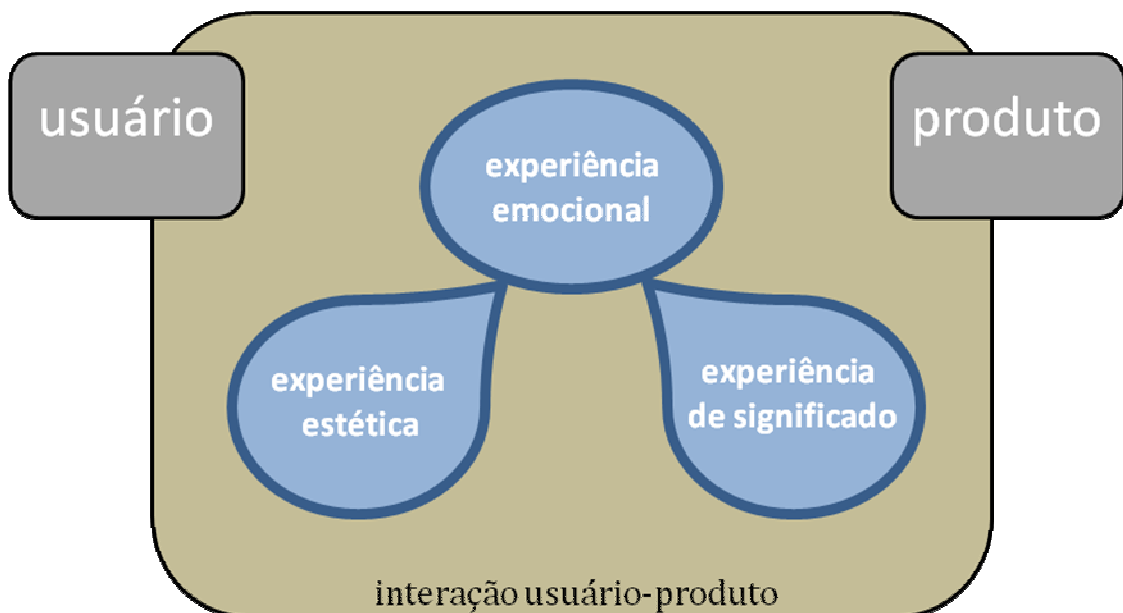 usuário
produto
experiência
emocional
experiência
estética
experiência
de significado
interação usuário-produto